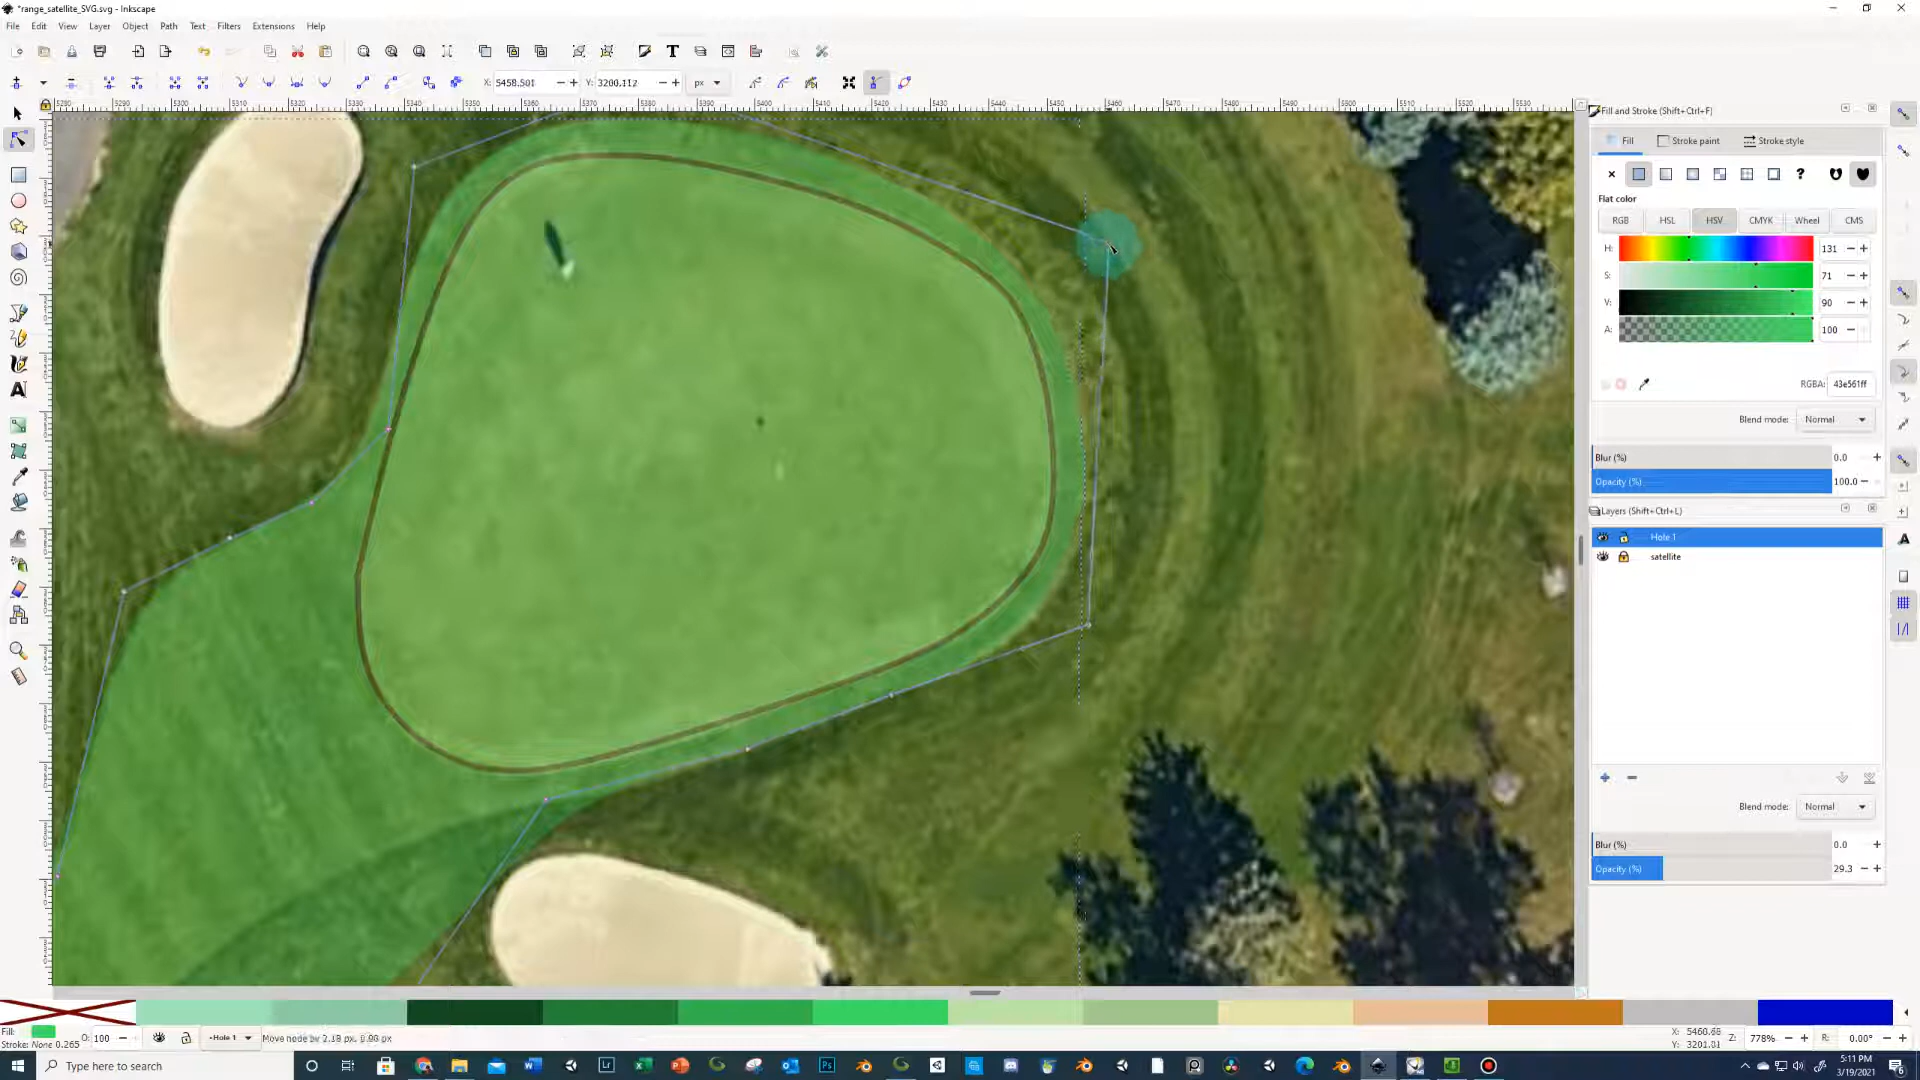 *range_satellite_SVG.svg - Inkscape
File Edit View Layer Object Path Text Filters Extensions Help
X: 5458.501 Y: 3200.112 px
Fill and Stroke (Shift+Ctrl+F)
Fill Stroke paint Stroke style
Flat color
RGB HSL HSV CMYK Wheel CMS
H: 131
S: 71
V: 90
A: 100
RGBA: 43e561ff
Blend mode: Normal
Blur (%) 0.0
Opacity (%) 100.0
Layers (Shift+Ctrl+L)
Hole 1
satellite
Blend mode: Normal
Blur (%) 0.0
Opacity (%) 29.3
Fill:
Stroke: None 0.265
O: 100
Hole 1
Move node by 2.18 px, 0.90 px
X: 5460.68
Y: 3201.01
Z: 778%
R: 0.00°
Type here to search
5:11 PM
3/19/2021